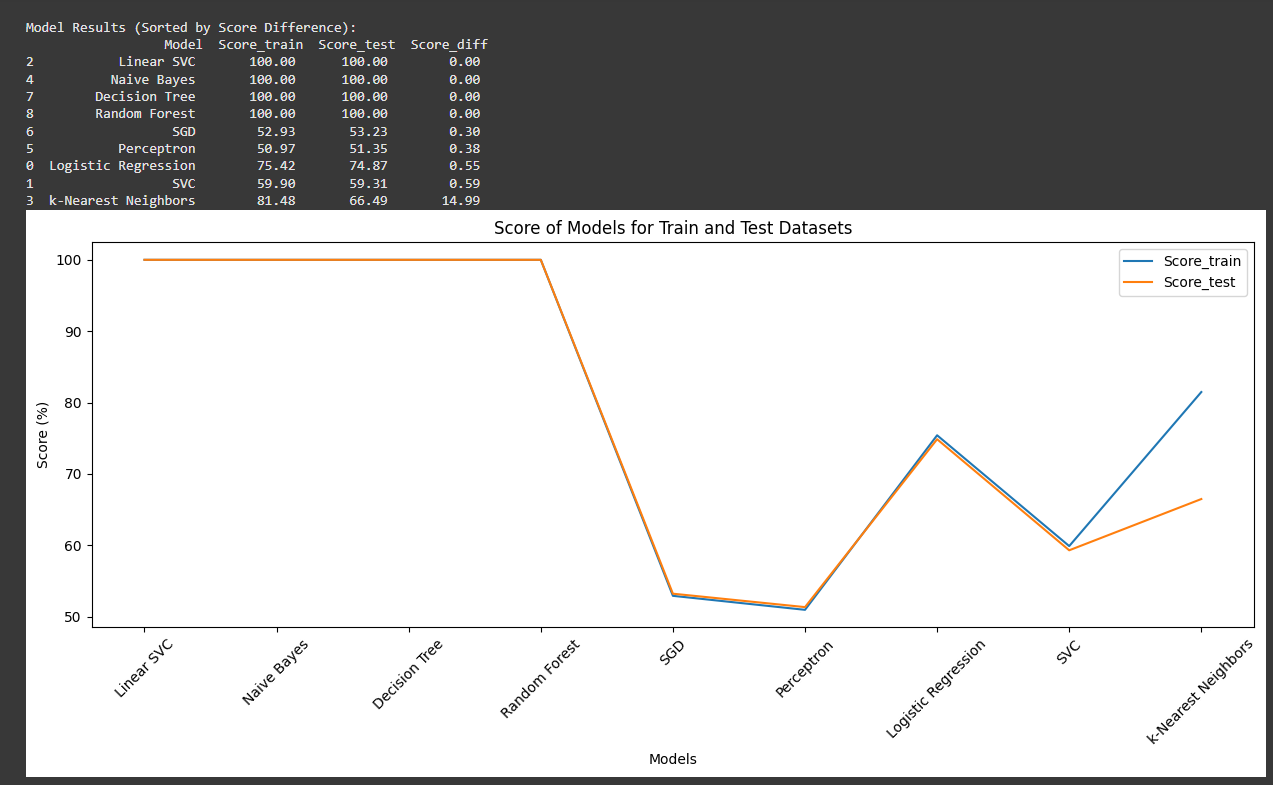 Model Results (Sorted by Score Difference):
Model Score_train Score_test Score_diff
2 Linear SVC 100.00 100.00 0.00
4 Naive Bayes 100.00 100.00 0.00
7 Decision Tree 100.00 100.00 0.00
8 Random Forest 100.00 100.00 0.00
6 SGD 52.93 53.23 0.30
5 Perceptron 50.97 51.35 0.38
0 Logistic Regression 75.42 74.87 0.55
1 SVC 59.90 59.31 0.59
3 k-Nearest Neighbors 81.48 66.49 14.99
Score of Models for Train and Test Datasets
Score_train
Score_test
100
90
80
70
60
50
Score (%)
Linear SVC
Naive Bayes
Decision Tree
Random Forest
SGD
Perceptron
Logistic Regression
SVC
k-Nearest Neighbors
Models